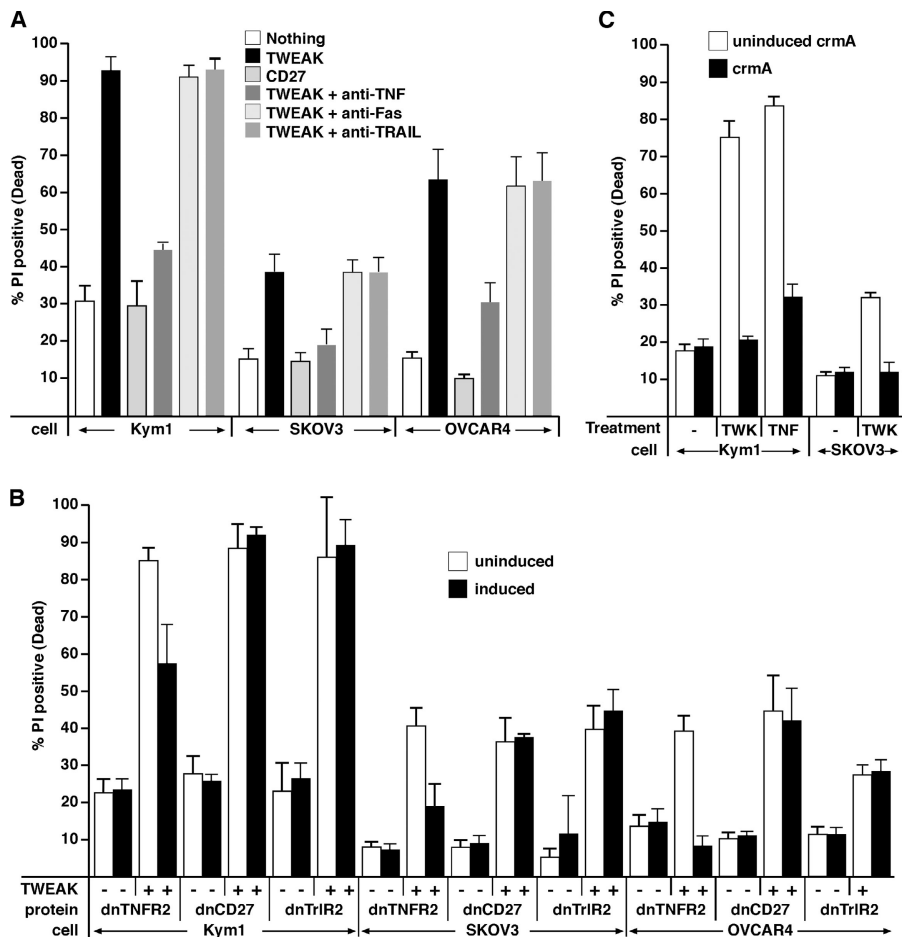 A
% PI positive (Dead)
100
90
80
70
60
50
40
30
20
10
Nothing
TWEAK
CD27
TWEAK + anti-TNF
TWEAK + anti-Fas
TWEAK + anti-TRAIL
cell Kym1 SKOV3 OVCAR4
C
% PI positive (Dead)
100
90
80
70
60
50
40
30
20
10
uninduced crmA
crmA
Treatment - TWK TNF - TWK
cell Kym1 SKOV3
B
% PI positive (Dead)
100
90
80
70
60
50
40
30
20
10
uninduced
induced
TWEAK - - + + - - + + - - + + - - + + - - + + - - + + - - + + - - + + - - +
protein dnTNFR2 dnCD27 dnTrIR2 dnTNFR2 dnCD27 dnTrIR2 dnTNFR2 dnCD27 dnTrIR2
cell Kym1 SKOV3 OVCAR4